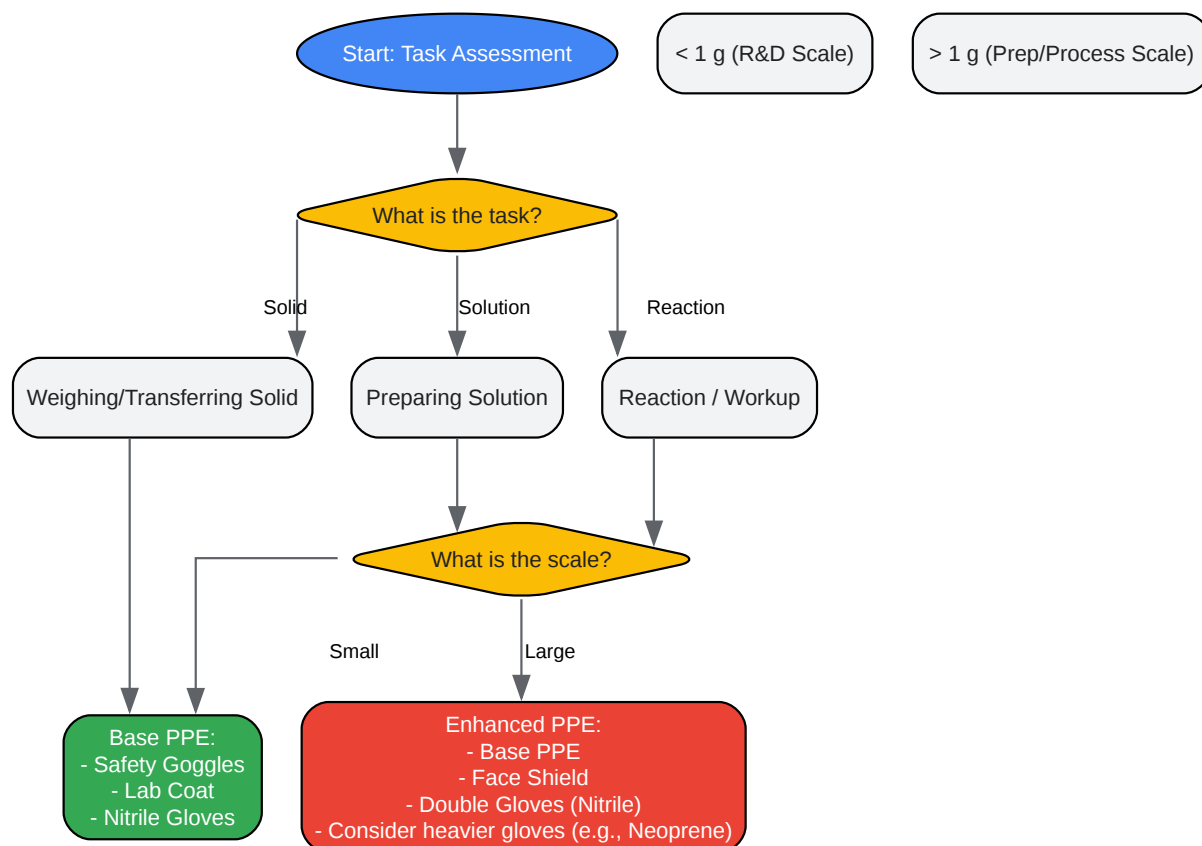 Start: Task Assessment
< 1 g (R&D Scale)
> 1 g (Prep/Process Scale)
What is the task?
Solid
Solution
Reaction
Weighing/Transferring Solid
Preparing Solution
Reaction / Workup
What is the scale?
Small
Large
Base PPE:
- Safety Goggles
- Lab Coat
- Nitrile Gloves
Enhanced PPE:
- Base PPE
- Face Shield
- Double Gloves (Nitrile)
- Consider heavier gloves (e.g., Neoprene)